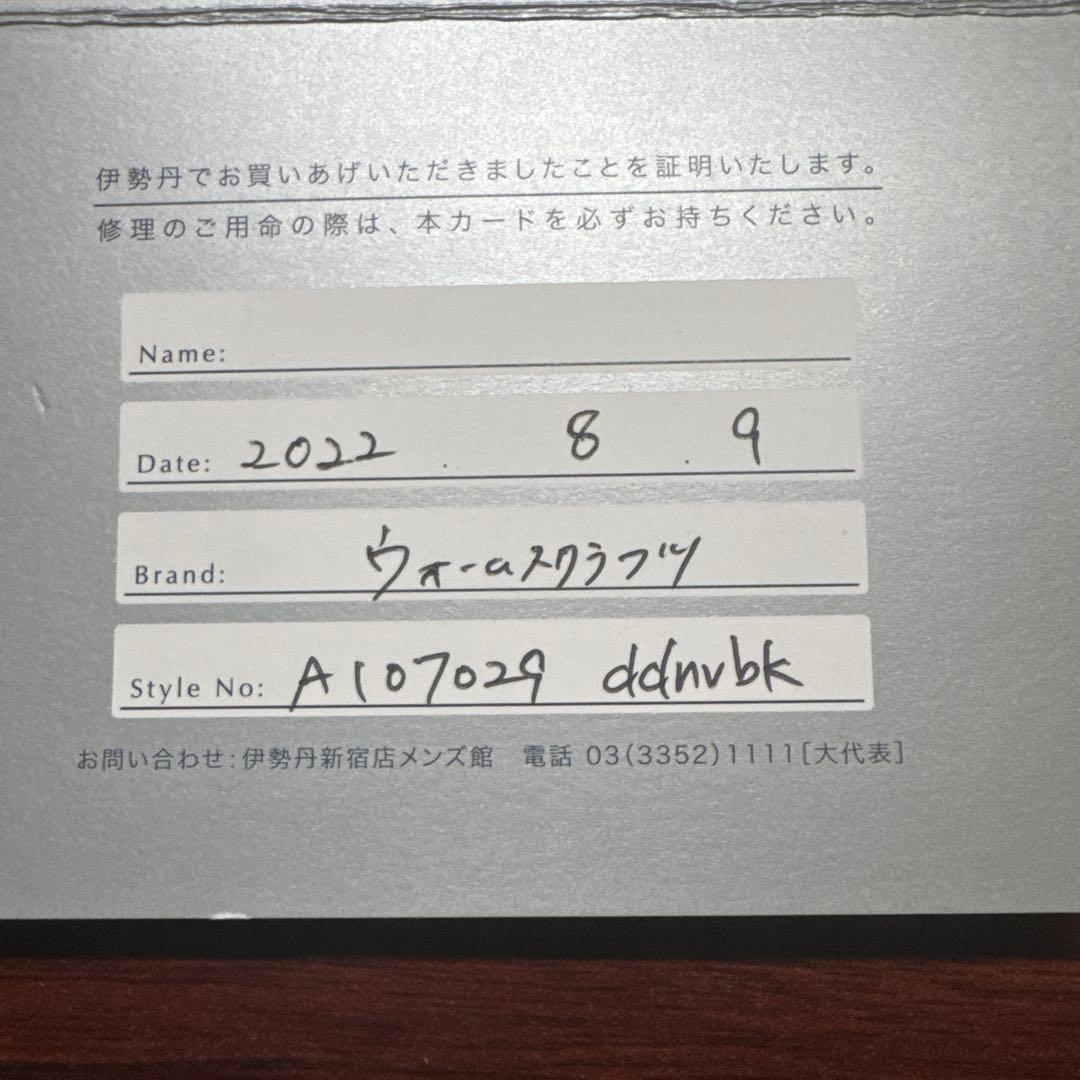 伊勢丹でお買いあげいただきましたことを証明いたします。
修理のご用命の際は、本カードを必ずお持ちください。
Name:
Date: 2022 . 8 . 9
Brand: ウォームスクラフツ
Style No: A107029 ddnvbk
お問い合わせ:伊勢丹新宿店メンズ館 電話 03(3352)1111[大代表]